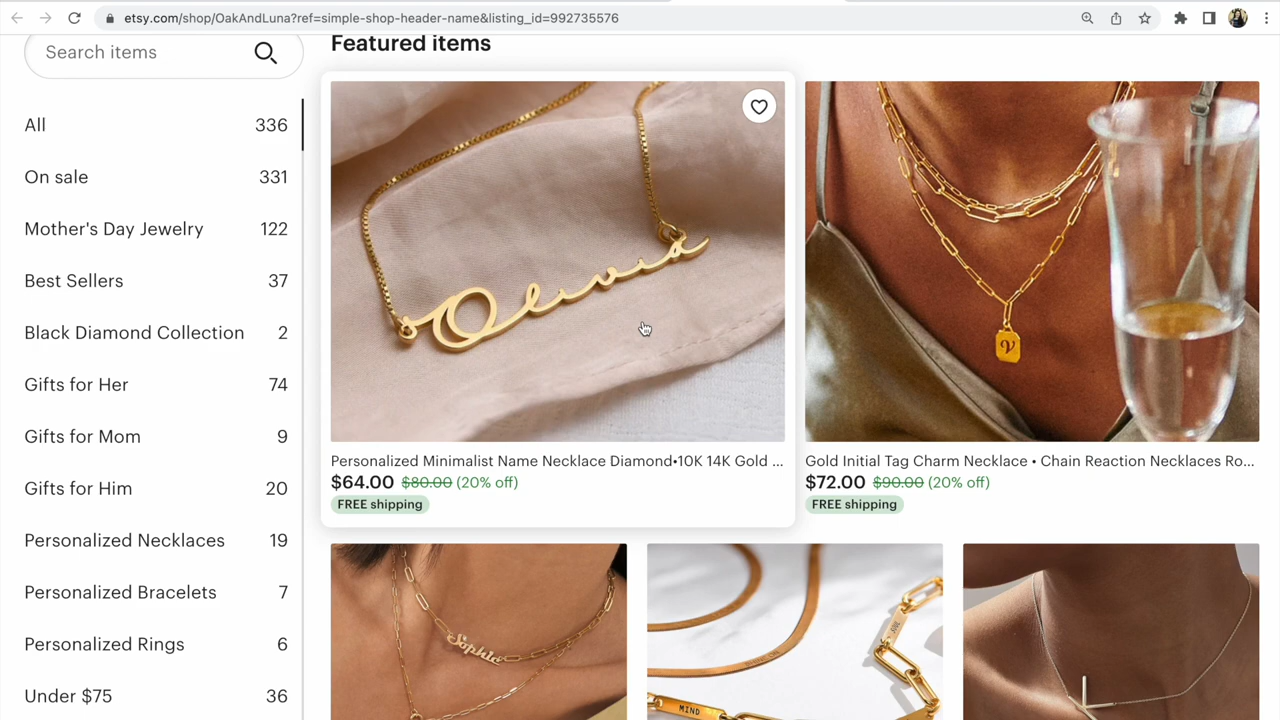 etsy.com/shop/OakAndLuna?ref=simple-shop-header-name&listing_id=992735576
Search items
Featured items
All 336
On sale 331
Mother's Day Jewelry 122
Best Sellers 37
Black Diamond Collection 2
Gifts for Her 74
Gifts for Mom 9
Gifts for Him 20
Personalized Necklaces 19
Personalized Bracelets 7
Personalized Rings 6
Under $75 36
Olivia
V
Personalized Minimalist Name Necklace Diamond•10K 14K Gold ...
$64.00 $80.00 (20% off)
FREE shipping
Gold Initial Tag Charm Necklace • Chain Reaction Necklaces Ro...
$72.00 $90.00 (20% off)
FREE shipping
Sophie
MIND